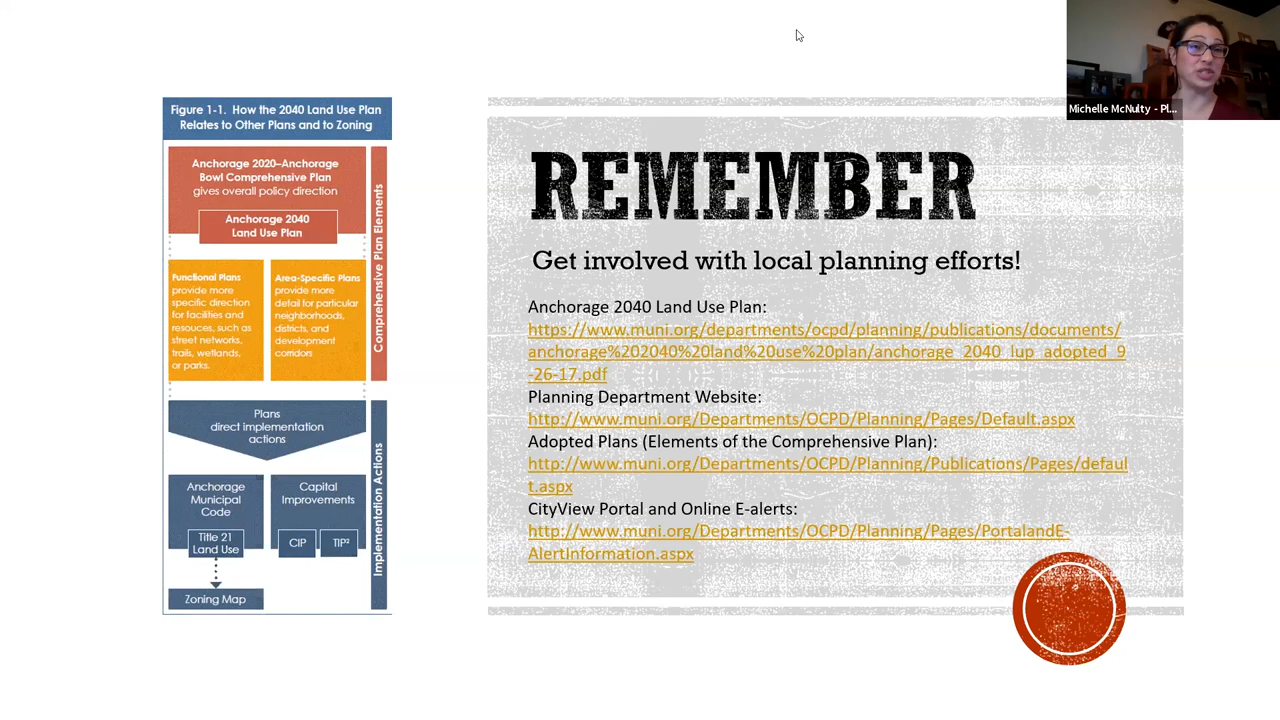 Michelle McNulty - Pl...
Figure 1-1. How the 2040 Land Use Plan
Relates to Other Plans and to Zoning
Anchorage 2020–Anchorage
Bowl Comprehensive Plan
gives overall policy direction
Anchorage 2040
Land Use Plan
Functional Plans
provide more
specific direction
for facilities and
resouces, such as
street networks,
trails, wetlands,
or parks.
Area-Specific Plans
provide more
detail for particular
neighborhoods,
districts, and
development
corridors
Comprehensive Plan Elements
Plans
direct implementation
actions
Anchorage
Municipal
Code
Title 21
Land Use
Zoning Map
Capital
Improvements
CIP
TIP²
Implementation Actions
REMEMBER
Get involved with local planning efforts!
Anchorage 2040 Land Use Plan:
https://www.muni.org/departments/ocpd/planning/publications/documents/
anchorage%202040%20land%20use%20plan/anchorage_2040_lup_adopted_9
-26-17.pdf
Planning Department Website:
http://www.muni.org/Departments/OCPD/Planning/Pages/Default.aspx
Adopted Plans (Elements of the Comprehensive Plan):
http://www.muni.org/Departments/OCPD/Planning/Publications/Pages/defaul
t.aspx
CityView Portal and Online E-alerts:
http://www.muni.org/Departments/OCPD/Planning/Pages/PortalandE-
AlertInformation.aspx